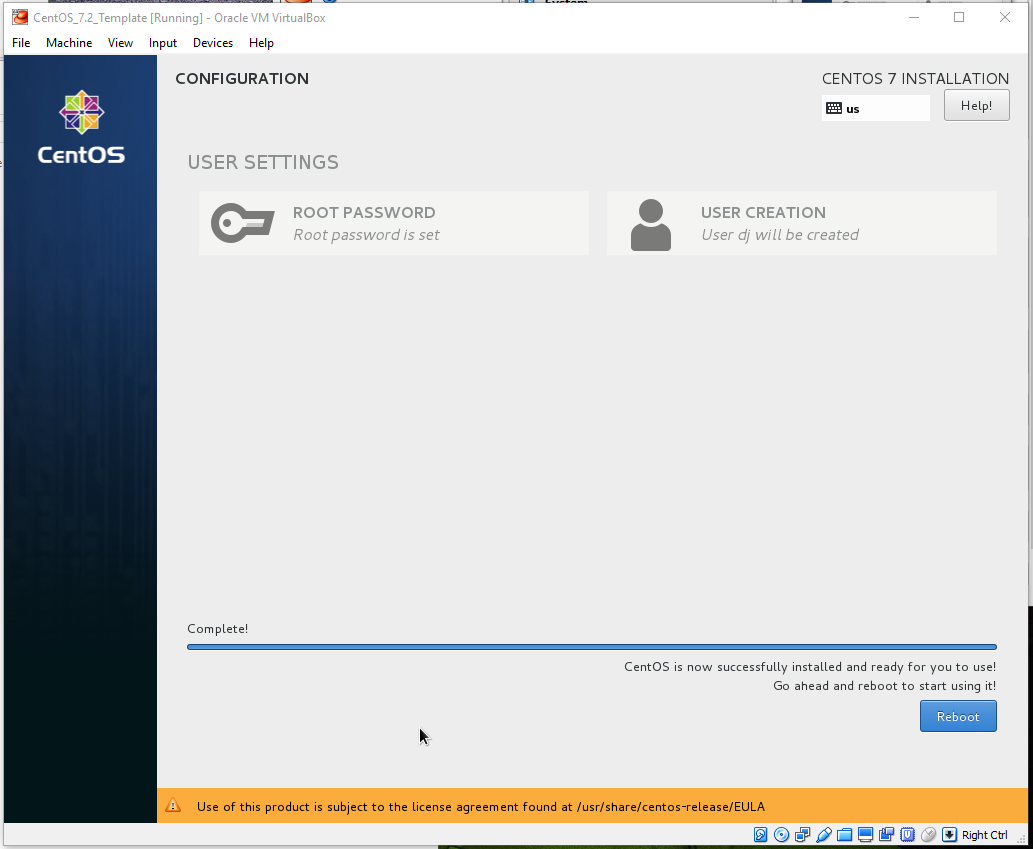 System
CentOS_7.2_Template [Running] - Oracle VM VirtualBox
File Machine View Input Devices Help
CentOS
CONFIGURATION
CENTOS 7 INSTALLATION
us
Help!
USER SETTINGS
ROOT PASSWORD
Root password is set
USER CREATION
User dj will be created
Complete!
CentOS is now successfully installed and ready for you to use!
Go ahead and reboot to start using it!
Reboot
Use of this product is subject to the license agreement found at /usr/share/centos-release/EULA
Right Ctrl